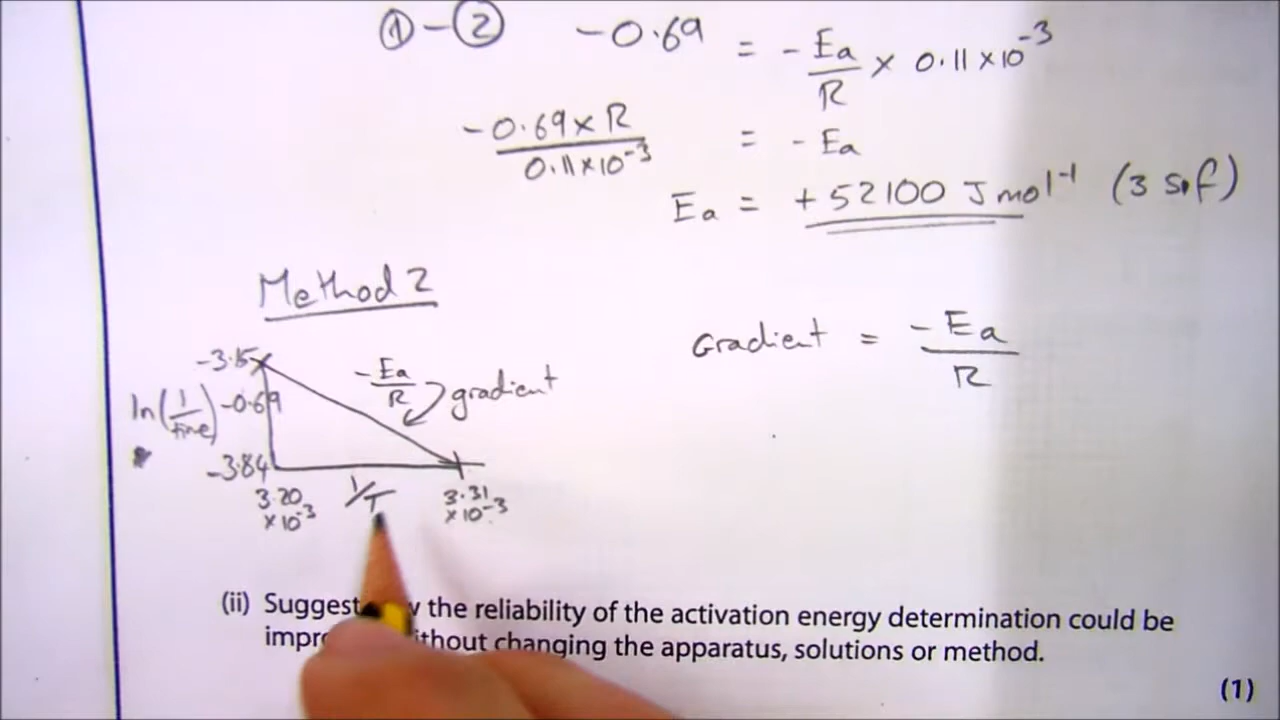 ① - ② -0.69 = -Ea/R × 0.11×10⁻³
-0.69×R/0.11×10⁻³ = -Ea
Ea = +52100 Jmol⁻¹ (3 s.f)
Method 2
Gradient = -Ea/R
-3.15
-Ea/R gradient
ln(1/time) -0.69
-3.84
3.20 ×10⁻³ 1/T 3.31 ×10⁻³
(ii) Suggest the reliability of the activation energy determination could be
without changing the apparatus, solutions or method.
(1)